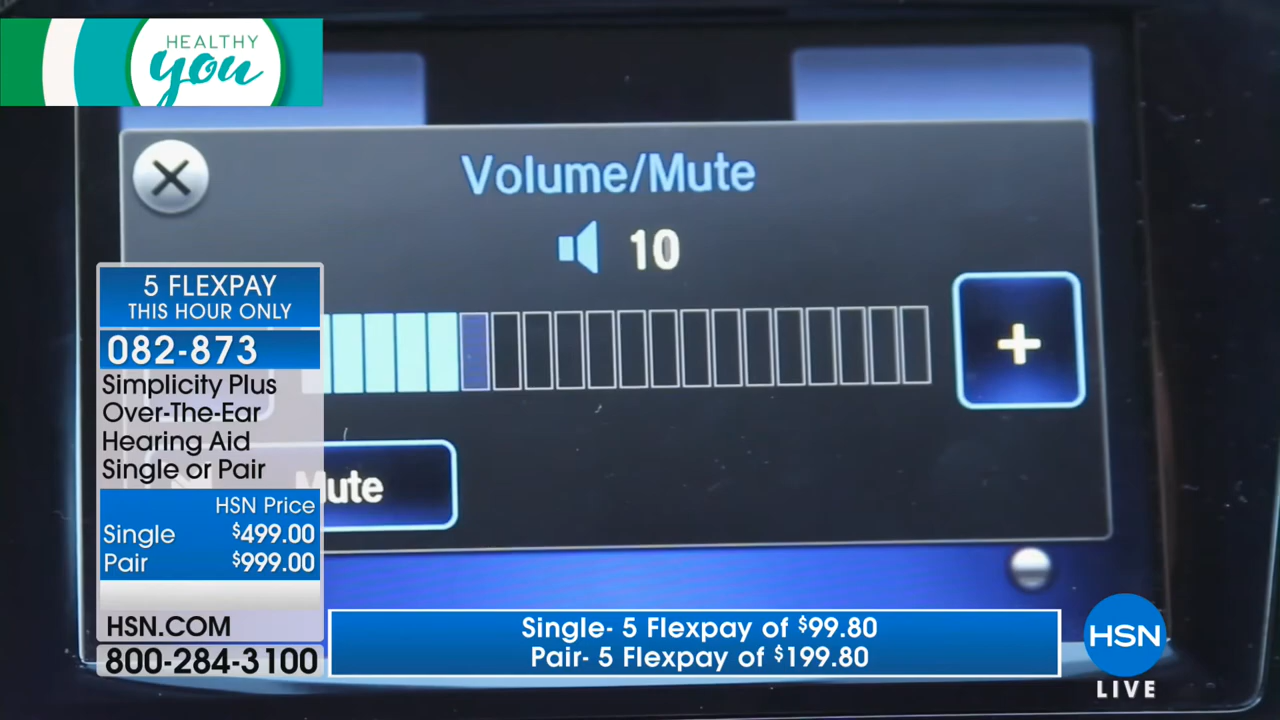 HEALTHY
you
Volume/Mute
10
+
Mute
5 FLEXPAY
THIS HOUR ONLY
082-873
Simplicity Plus
Over-The-Ear
Hearing Aid
Single or Pair
HSN Price
Single $499.00
Pair $999.00
HSN.COM
800-284-3100
Single- 5 Flexpay of $99.80
Pair- 5 Flexpay of $199.80
HSN
LIVE